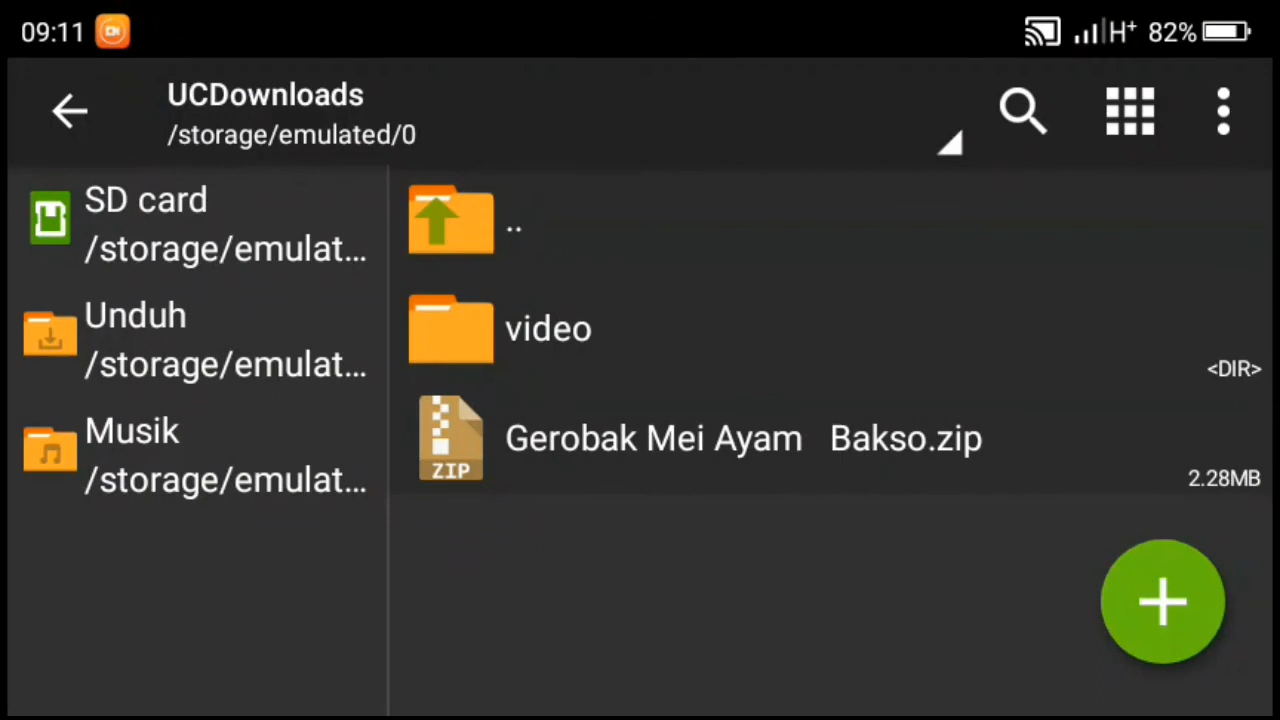 09:11
H+ 82%
UCDownloads
/storage/emulated/0
SD card
/storage/emulat...
Unduh
/storage/emulat...
Musik
/storage/emulat...
..
video
<DIR>
ZIP
Gerobak Mei Ayam   Bakso.zip
2.28MB